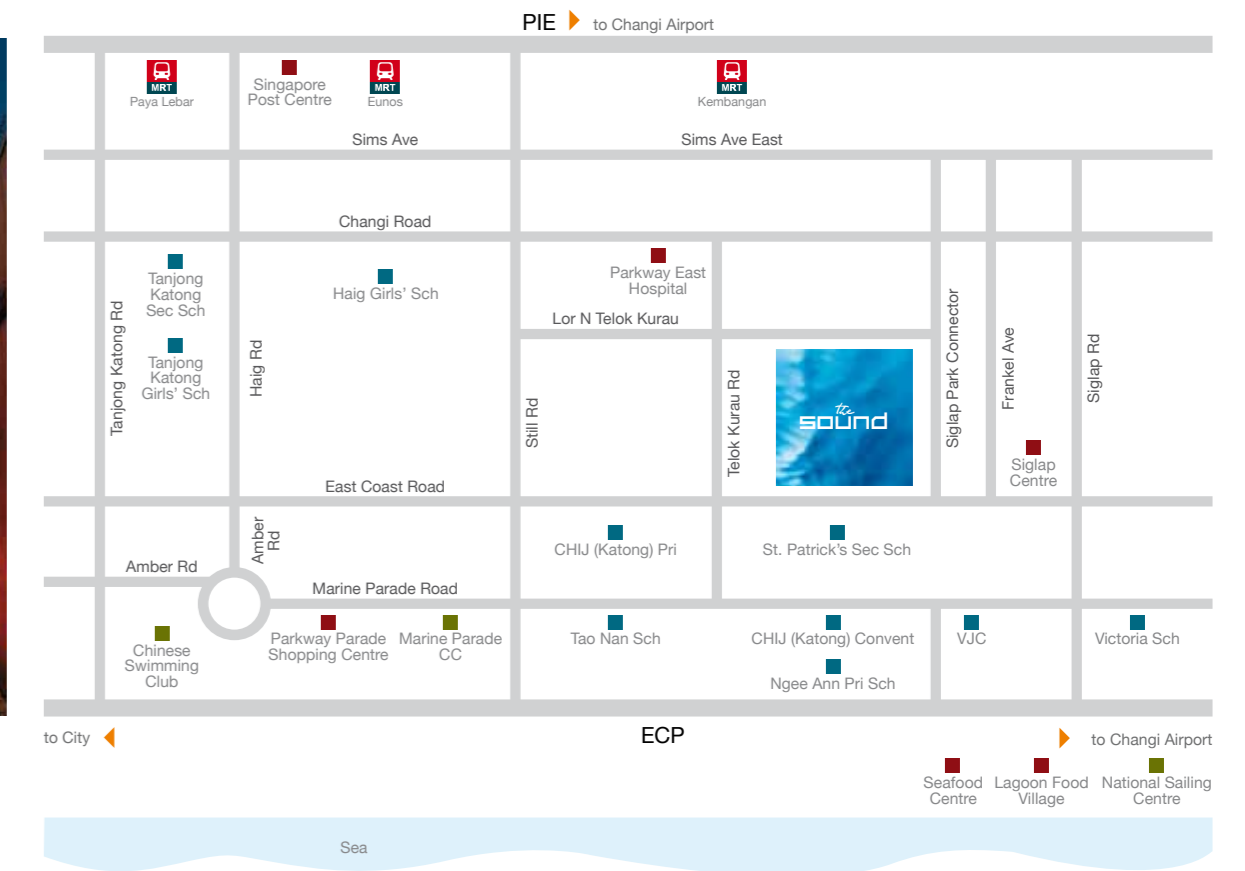 PIE to Changi Airport
MRT
Paya Lebar
Singapore
Post Centre
MRT
Eunos
MRT
Kembangan
Sims Ave
Sims Ave East
Changi Road
Tanjong
Katong
Sec Sch
Haig Girls' Sch
Parkway East
Hospital
Lor N Telok Kurau
Tanjong Katong Rd
Tanjong
Katong
Girls' Sch
Haig Rd
Still Rd
Telok Kurau Rd
the
sound
Siglap Park Connector
Frankel Ave
Siglap Rd
Siglap
Centre
East Coast Road
Amber Rd
Amber
Rd
CHIJ (Katong) Pri
St. Patrick's Sec Sch
Marine Parade Road
Chinese
Swimming
Club
Parkway Parade
Shopping Centre
Marine Parade
CC
Tao Nan Sch
CHIJ (Katong) Convent
Ngee Ann Pri Sch
VJC
Victoria Sch
to City
ECP
to Changi Airport
Seafood
Centre
Lagoon Food
Village
National Sailing
Centre
Sea